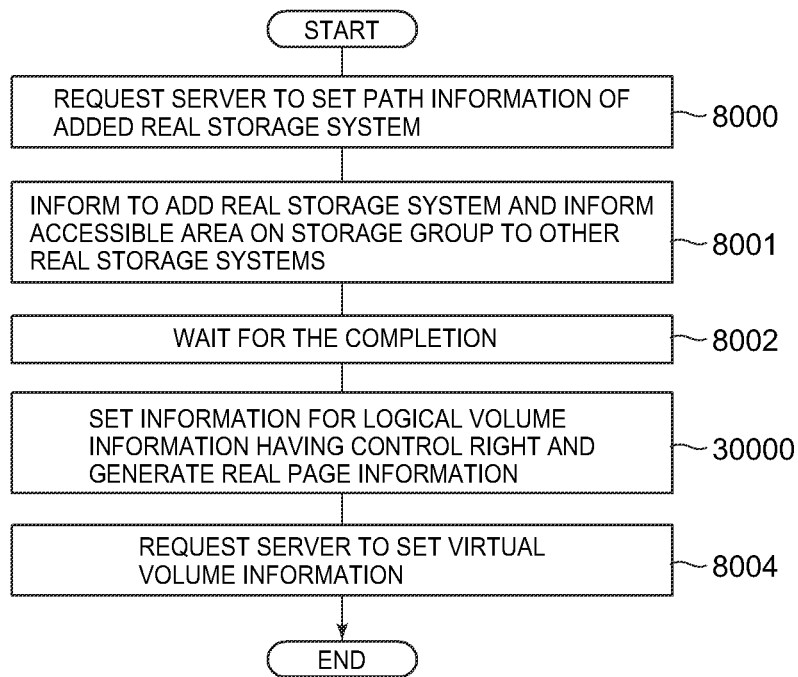 START
REQUEST SERVER TO SET PATH INFORMATION OF
ADDED REAL STORAGE SYSTEM
8000
INFORM TO ADD REAL STORAGE SYSTEM AND INFORM
ACCESSIBLE AREA ON STORAGE GROUP TO OTHER
REAL STORAGE SYSTEMS
8001
WAIT FOR THE COMPLETION
8002
SET INFORMATION FOR LOGICAL VOLUME
INFORMATION HAVING CONTROL RIGHT AND
GENERATE REAL PAGE INFORMATION
30000
REQUEST SERVER TO SET VIRTUAL
VOLUME INFORMATION
8004
END